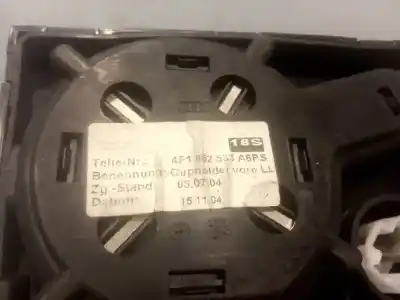 18S
Teile-Nr.: 4F1 862 533 A6PS
Benennung: Cupholder vorn LL
Zg.-Stand: 05.07.04
Datum: 15.11.04